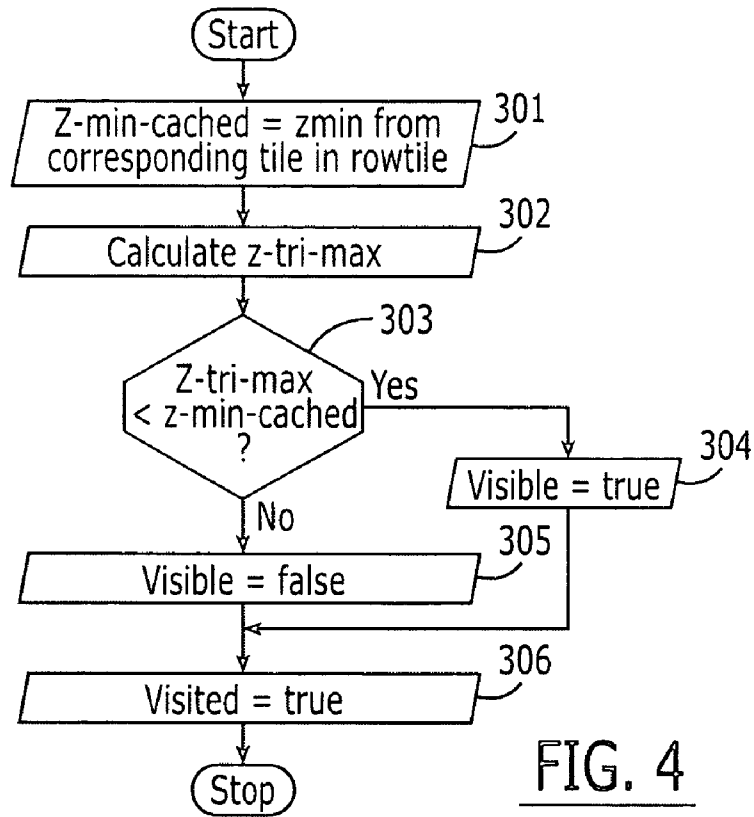 Start
Z-min-cached = zmin from
corresponding tile in rowtile
301
Calculate z-tri-max
302
303
Z-tri-max
< z-min-cached
?
Yes
304
Visible = true
No
305
Visible = false
306
Visited = true
Stop
FIG. 4